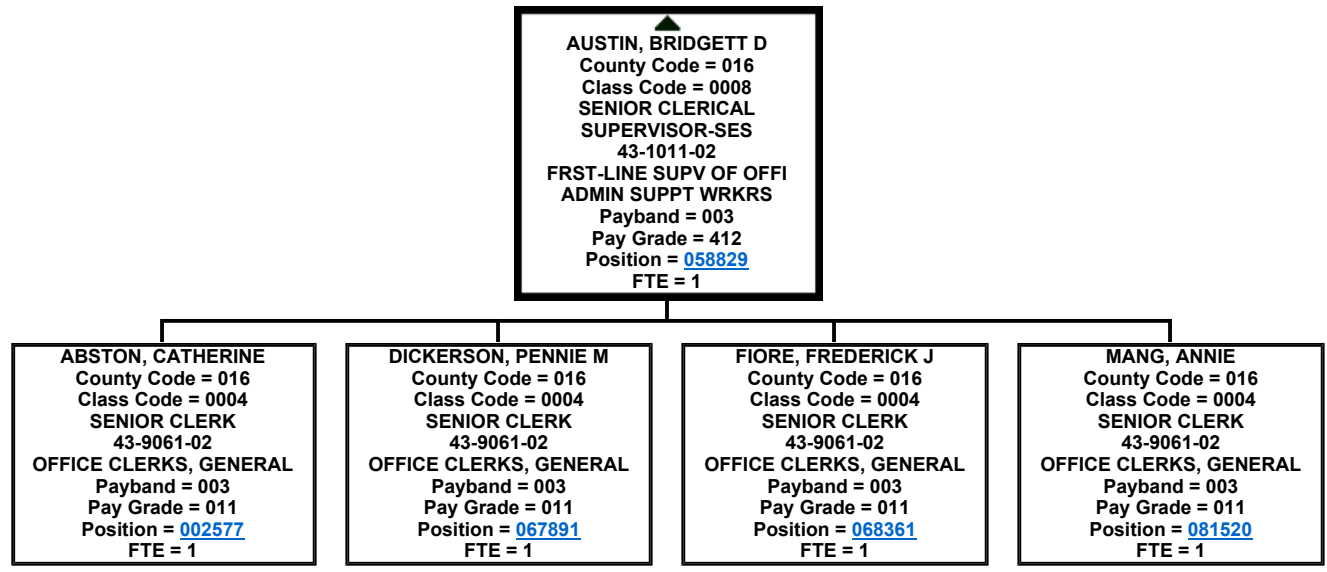 AUSTIN, BRIDGETT D
County Code = 016
Class Code = 0008
SENIOR CLERICAL
SUPERVISOR-SES
43-1011-02
FRST-LINE SUPV OF OFFI
ADMIN SUPPT WRKRS
Payband = 003
Pay Grade = 412
Position = 058829
FTE = 1
ABSTON, CATHERINE
County Code = 016
Class Code = 0004
SENIOR CLERK
43-9061-02
OFFICE CLERKS, GENERAL
Payband = 003
Pay Grade = 011
Position = 002577
FTE = 1
DICKERSON, PENNIE M
County Code = 016
Class Code = 0004
SENIOR CLERK
43-9061-02
OFFICE CLERKS, GENERAL
Payband = 003
Pay Grade = 011
Position = 067891
FTE = 1
FIORE, FREDERICK J
County Code = 016
Class Code = 0004
SENIOR CLERK
43-9061-02
OFFICE CLERKS, GENERAL
Payband = 003
Pay Grade = 011
Position = 068361
FTE = 1
MANG, ANNIE
County Code = 016
Class Code = 0004
SENIOR CLERK
43-9061-02
OFFICE CLERKS, GENERAL
Payband = 003
Pay Grade = 011
Position = 081520
FTE = 1